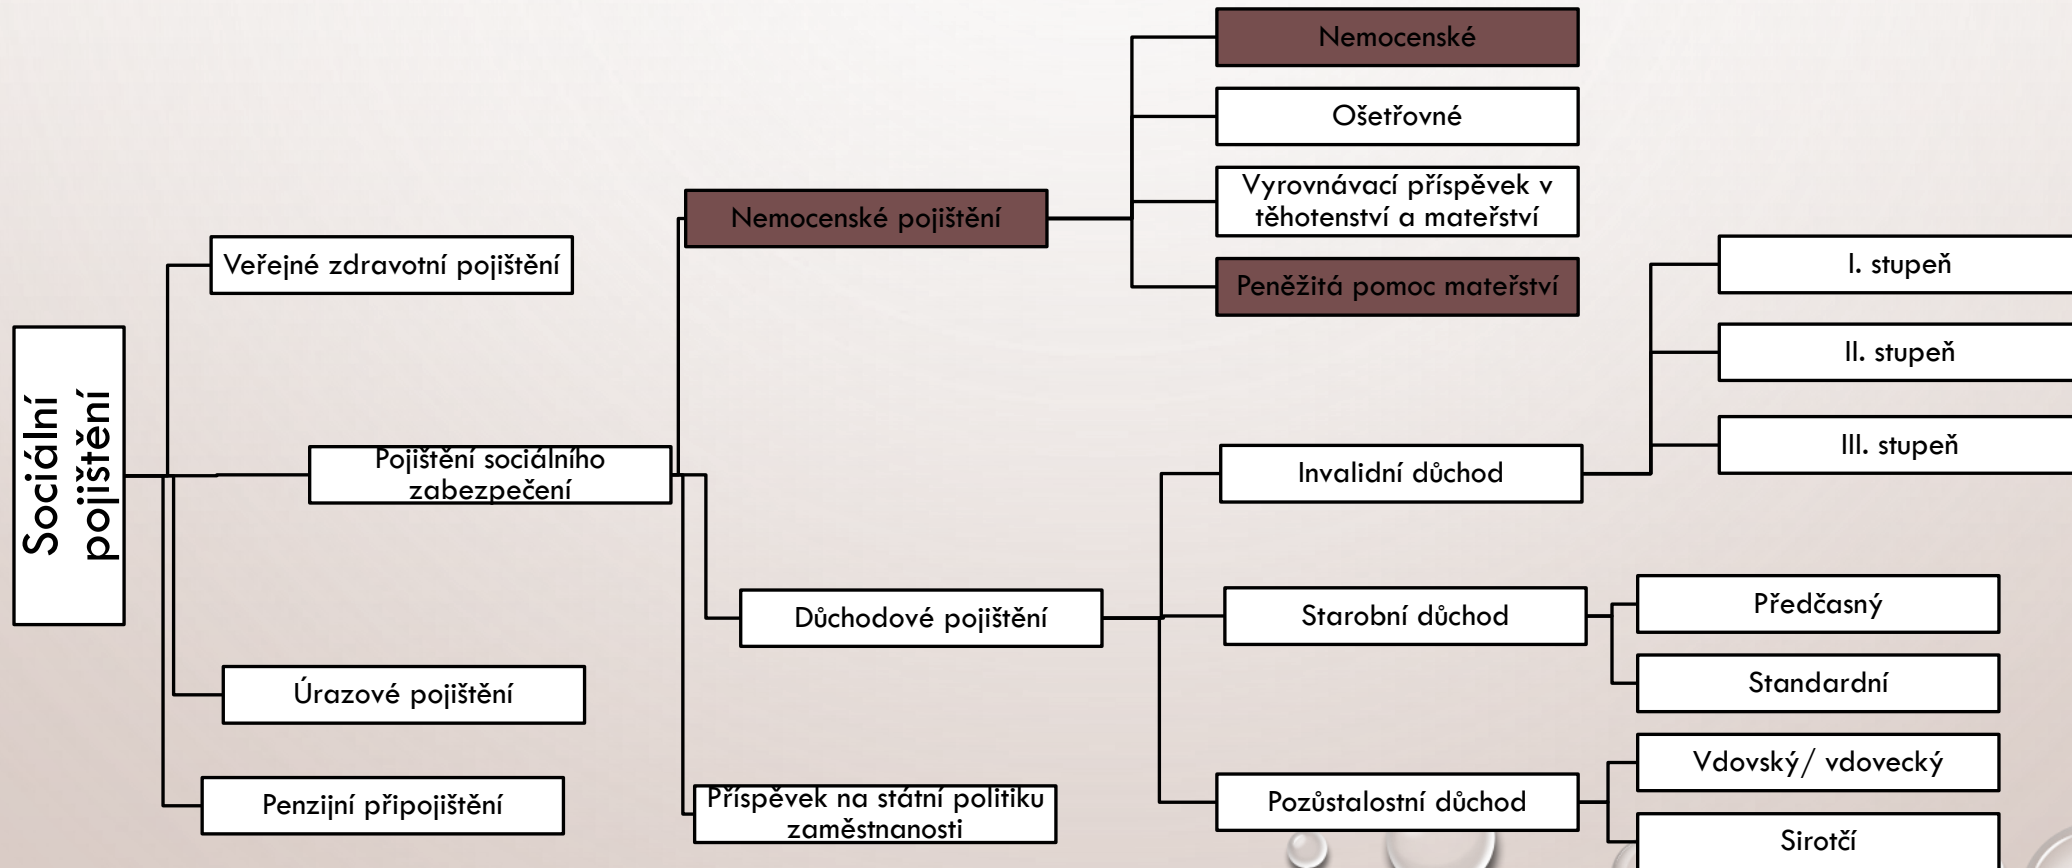 Sociální
pojištění
Veřejné zdravotní pojištění
Pojištění sociálního
zabezpečení
Úrazové pojištění
Penzijní připojištění
Nemocenské pojištění
Důchodové pojištění
Příspěvek na státní politiku
zaměstnanosti
Nemocenské
Ošetřovné
Vyrovnávací příspěvek v
těhotenství a mateřství
Peněžitá pomoc mateřství
Invalidní důchod
Starobní důchod
Pozůstalostní důchod
I. stupeň
II. stupeň
III. stupeň
Předčasný
Standardní
Vdovský/ vdovecký
Sirotčí